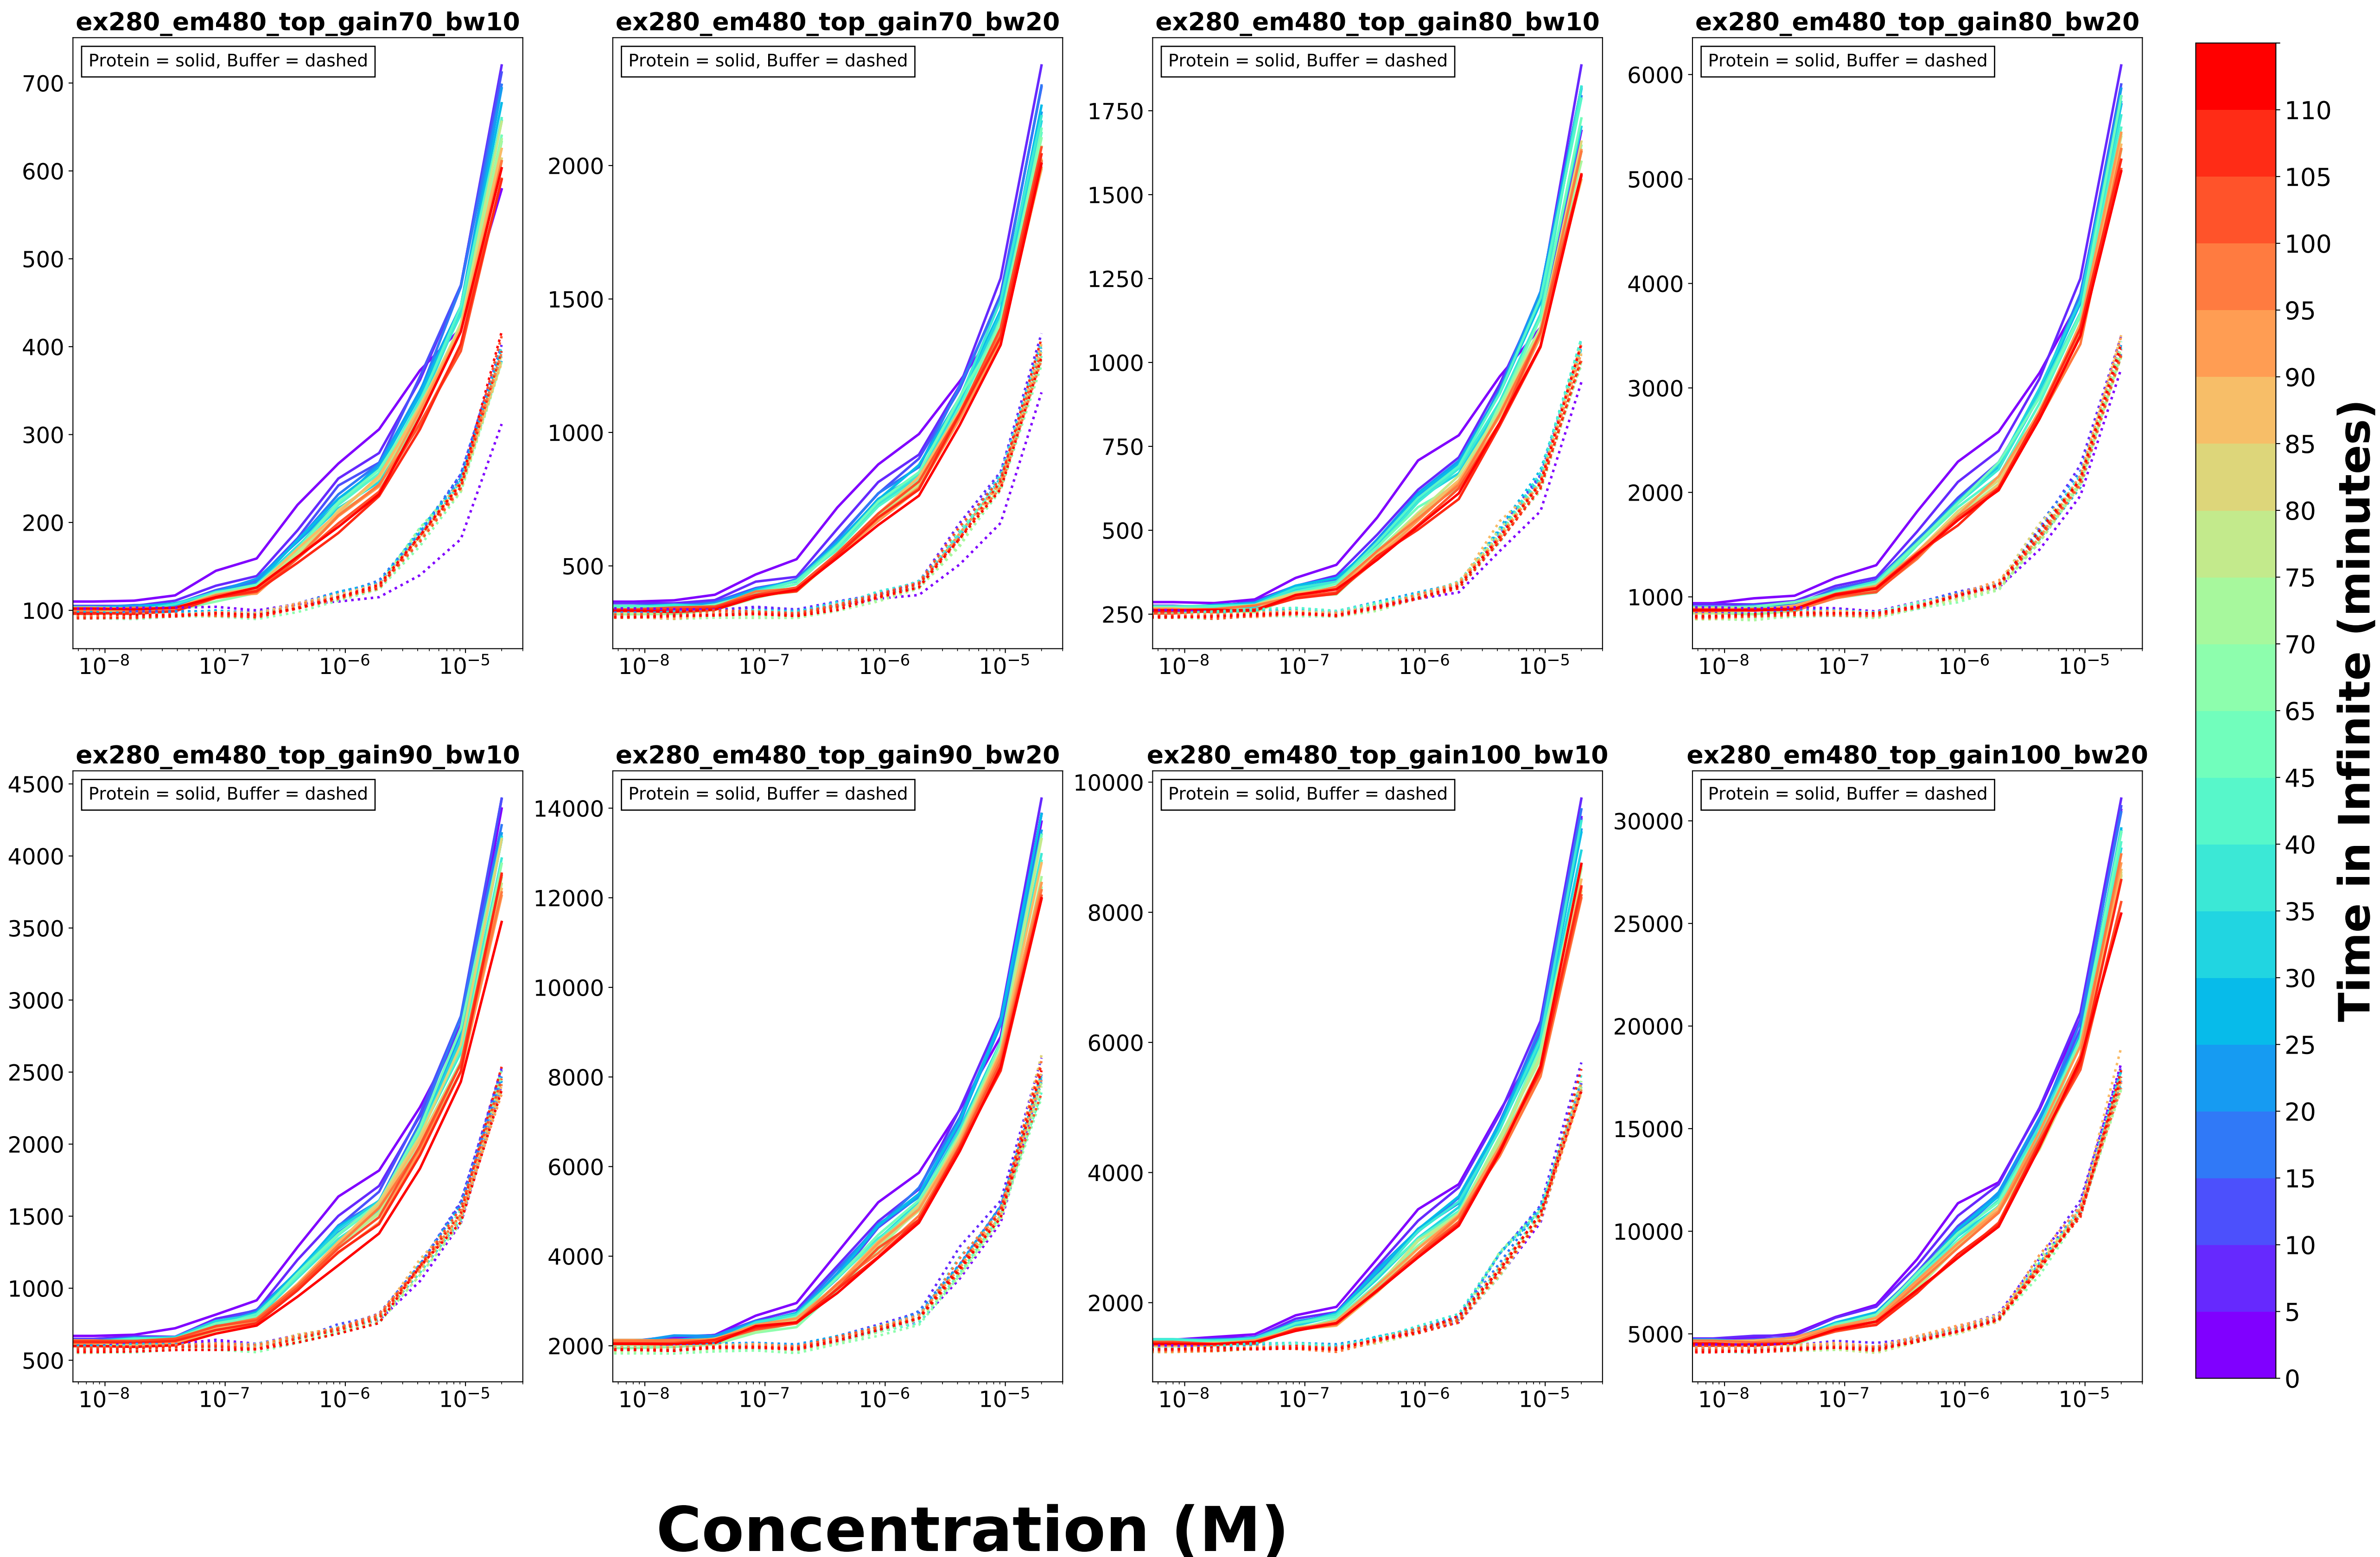 ex280_em480_top_gain70_bw10
Protein = solid, Buffer = dashed
700
600
500
400
300
200
100
10⁻⁸ 10⁻⁷ 10⁻⁶ 10⁻⁵
ex280_em480_top_gain70_bw20
Protein = solid, Buffer = dashed
2000
1500
1000
500
10⁻⁸ 10⁻⁷ 10⁻⁶ 10⁻⁵
ex280_em480_top_gain80_bw10
Protein = solid, Buffer = dashed
1750
1500
1250
1000
750
500
250
10⁻⁸ 10⁻⁷ 10⁻⁶ 10⁻⁵
ex280_em480_top_gain80_bw20
Protein = solid, Buffer = dashed
6000
5000
4000
3000
2000
1000
10⁻⁸ 10⁻⁷ 10⁻⁶ 10⁻⁵
ex280_em480_top_gain90_bw10
Protein = solid, Buffer = dashed
4500
4000
3500
3000
2500
2000
1500
1000
500
10⁻⁸ 10⁻⁷ 10⁻⁶ 10⁻⁵
ex280_em480_top_gain90_bw20
Protein = solid, Buffer = dashed
14000
12000
10000
8000
6000
4000
2000
10⁻⁸ 10⁻⁷ 10⁻⁶ 10⁻⁵
ex280_em480_top_gain100_bw10
Protein = solid, Buffer = dashed
10000
8000
6000
4000
2000
10⁻⁸ 10⁻⁷ 10⁻⁶ 10⁻⁵
ex280_em480_top_gain100_bw20
Protein = solid, Buffer = dashed
30000
25000
20000
15000
10000
5000
10⁻⁸ 10⁻⁷ 10⁻⁶ 10⁻⁵
110
105
100
95
90
85
80
75
70
65
45
40
35
30
25
20
15
10
5
0
Time in Infinite (minutes)
Concentration (M)